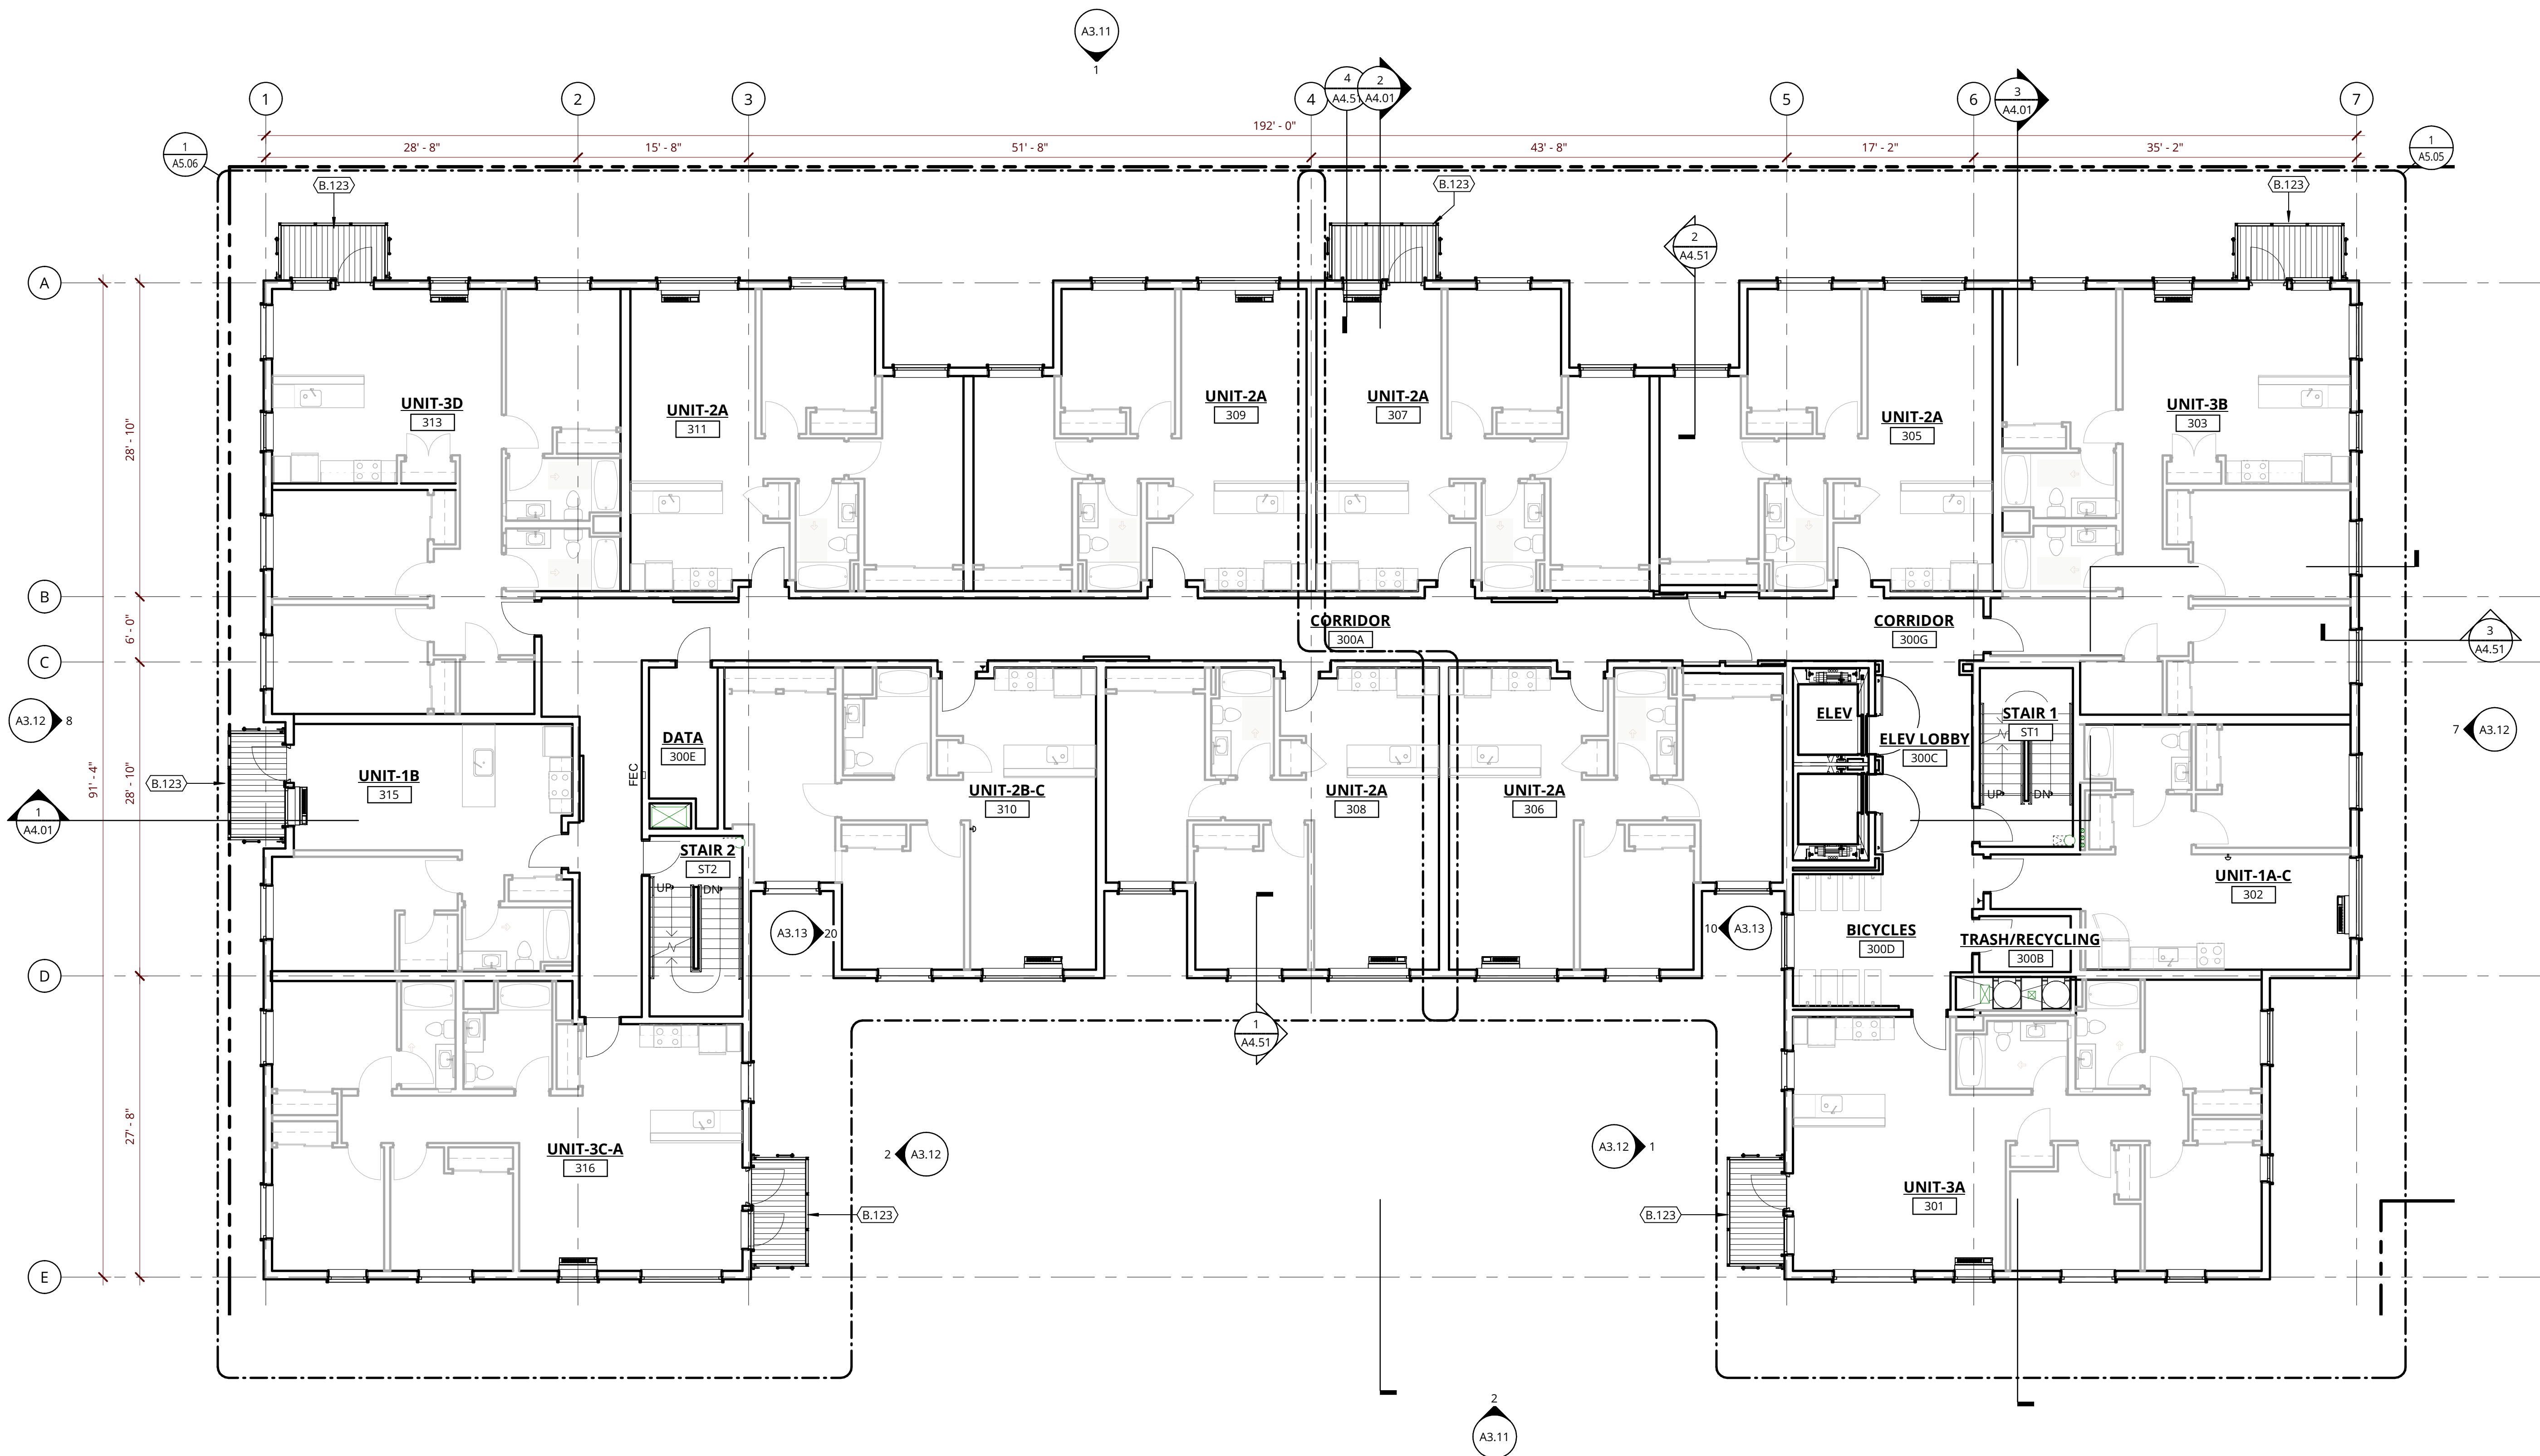 A3.11
1
1
2
3
4
4
A4.51
2
A4.01
5
6
3
A4.01
7
192' - 0"
28' - 8"
15' - 8"
51' - 8"
43' - 8"
17' - 2"
35' - 2"
1
A5.06
1
A5.05
B.123
B.123
B.123
2
A4.51
A
28' - 10"
UNIT-3D
313
UNIT-2A
311
UNIT-2A
309
UNIT-2A
307
UNIT-2A
305
UNIT-3B
303
B
6' - 0"
CORRIDOR
300A
CORRIDOR
300G
3
A4.51
C
A3.12
8
91' - 4"
28' - 10"
B.123
1
A4.01
UNIT-1B
315
FEC
DATA
300E
STAIR 2
ST2
UP
DN
UNIT-2B-C
310
UNIT-2A
308
UNIT-2A
306
ELEV
ELEV LOBBY
300C
STAIR 1
ST1
UP
DN
7
A3.12
UNIT-1A-C
302
A3.13
20
10
A3.13
BICYCLES
300D
TRASH/RECYCLING
300B
D
1
A4.51
27' - 8"
UNIT-3C-A
316
2
A3.12
A3.12
1
B.123
B.123
UNIT-3A
301
E
2
A3.11